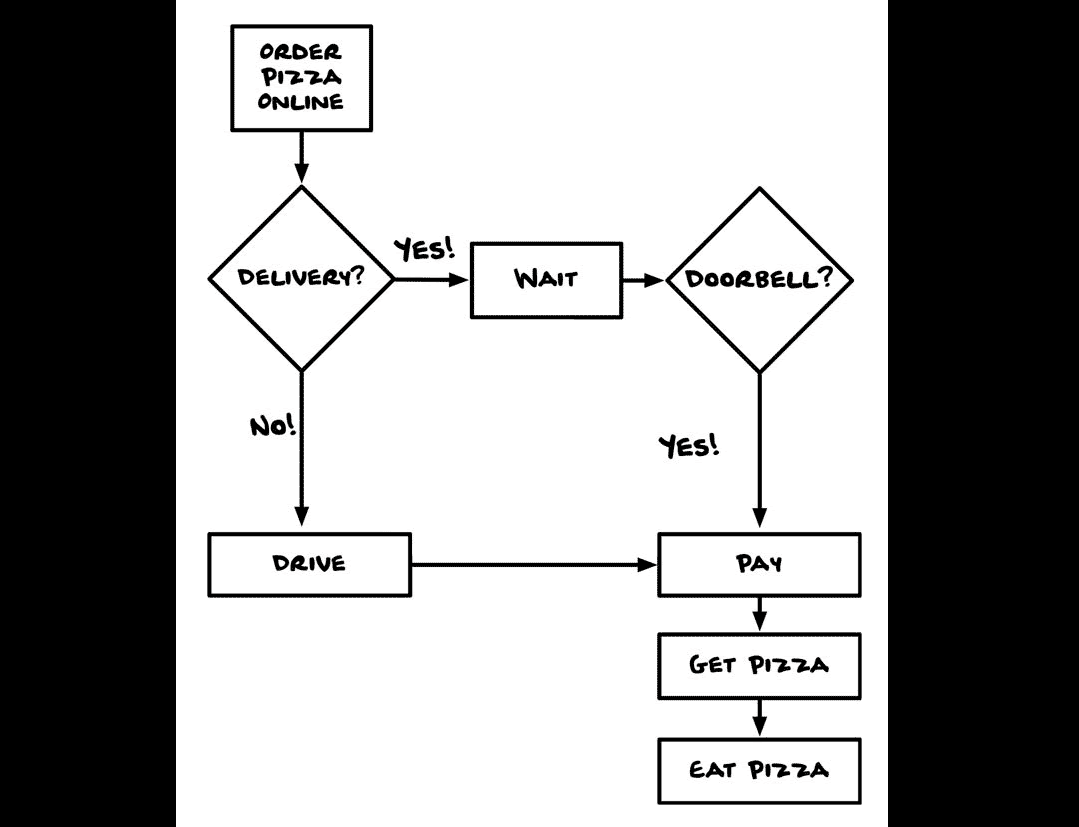 ORDER
PIZZA
ONLINE
DELIVERY?
YES!
WAIT
DOORBELL?
NO!
YES!
DRIVE
PAY
GET PIZZA
EAT PIZZA